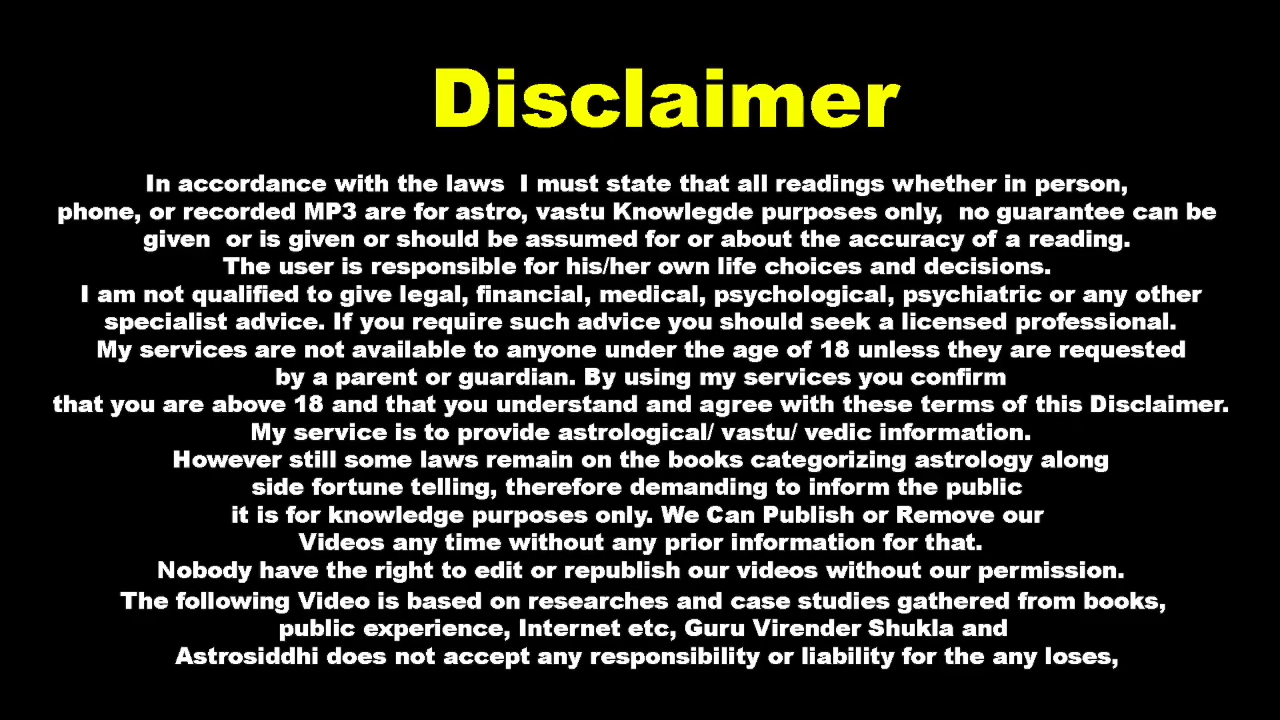 Disclaimer
In accordance with the laws  I must state that all readings whether in person,
phone, or recorded MP3 are for astro, vastu Knowlegde purposes only,  no guarantee can be
given  or is given or should be assumed for or about the accuracy of a reading.
The user is responsible for his/her own life choices and decisions.
I am not qualified to give legal, financial, medical, psychological, psychiatric or any other
specialist advice. If you require such advice you should seek a licensed professional.
My services are not available to anyone under the age of 18 unless they are requested
by a parent or guardian. By using my services you confirm
that you are above 18 and that you understand and agree with these terms of this Disclaimer.
My service is to provide astrological/ vastu/ vedic information.
However still some laws remain on the books categorizing astrology along
side fortune telling, therefore demanding to inform the public
it is for knowledge purposes only. We Can Publish or Remove our
Videos any time without any prior information for that.
Nobody have the right to edit or republish our videos without our permission.
The following Video is based on researches and case studies gathered from books,
public experience, Internet etc, Guru Virender Shukla and
Astrosiddhi does not accept any responsibility or liability for the any loses,